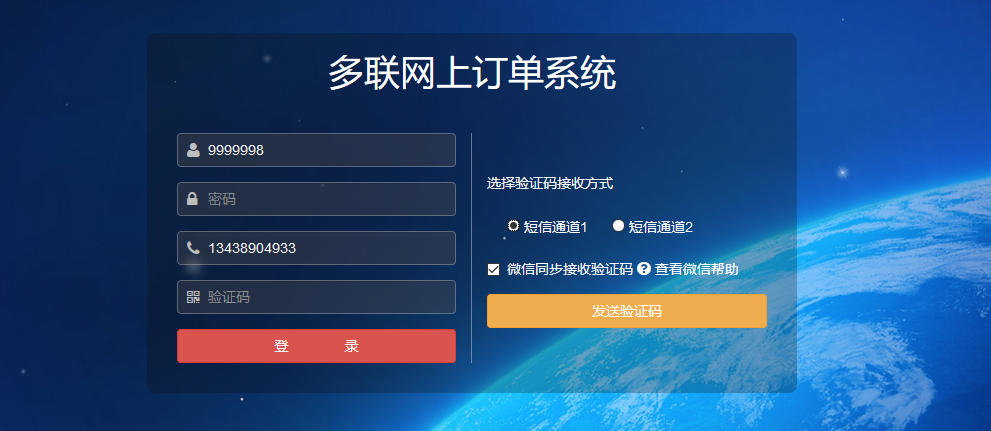 多联网上订单系统
9999998
密码
13438904933
验证码
登 录
选择验证码接收方式
短信通道1 短信通道2
微信同步接收验证码 查看微信帮助
发送验证码